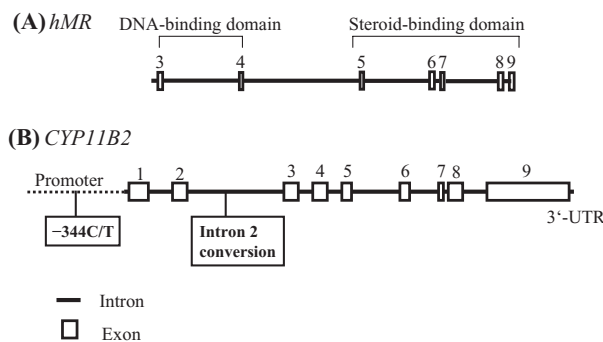 (A) hMR
DNA-binding domain Steroid-binding domain
3 4 5 6 7 8 9
(B) CYP11B2
Promoter 1 2 3 4 5 6 7 8 9
3‘-UTR
−344C/T
Intron 2
conversion
Intron
Exon